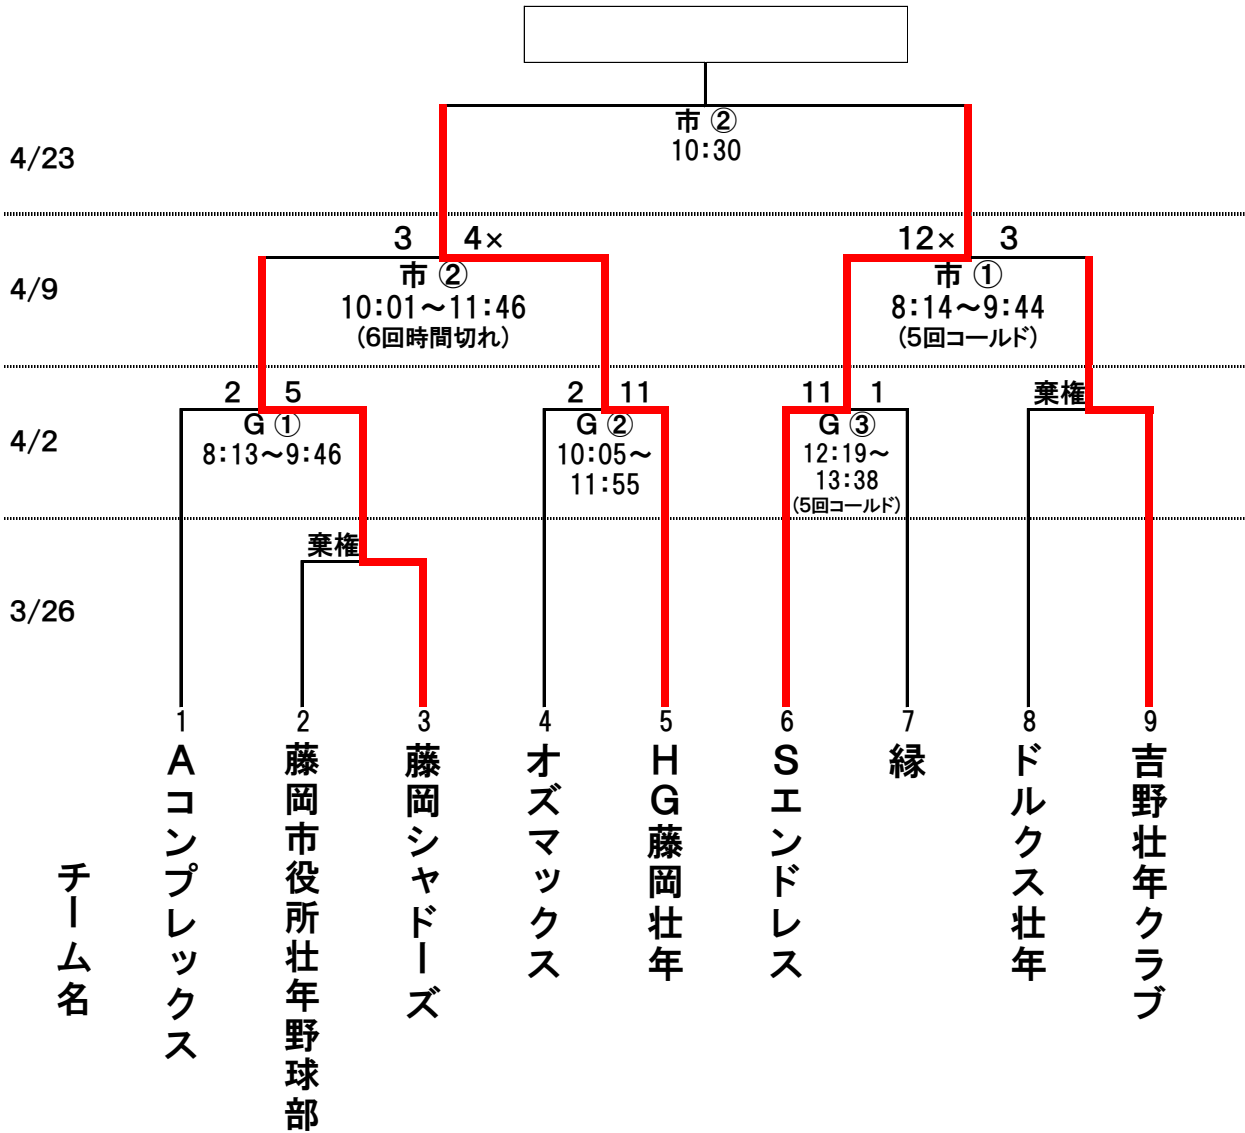 市 ②
10:30
4/23
3 4×
12× 3
市 ②
10:01～11:46
(6回時間切れ)
市 ①
8:14～9:44
(5回コールド)
4/9
2 5
2 11
11 1
棄権
G ①
8:13～9:46
G ②
10:05～
11:55
G ③
12:19～
13:38
(5回コールド)
4/2
棄権
3/26
1 2 3 4 5 6 7 8 9
チーム名
Aコンプレックス
藤岡市役所壮年野球部
藤岡シャドーズ
オズマックス
HG藤岡壮年
Sエンドレス
縁
ドルクス壮年
吉野壮年クラブ